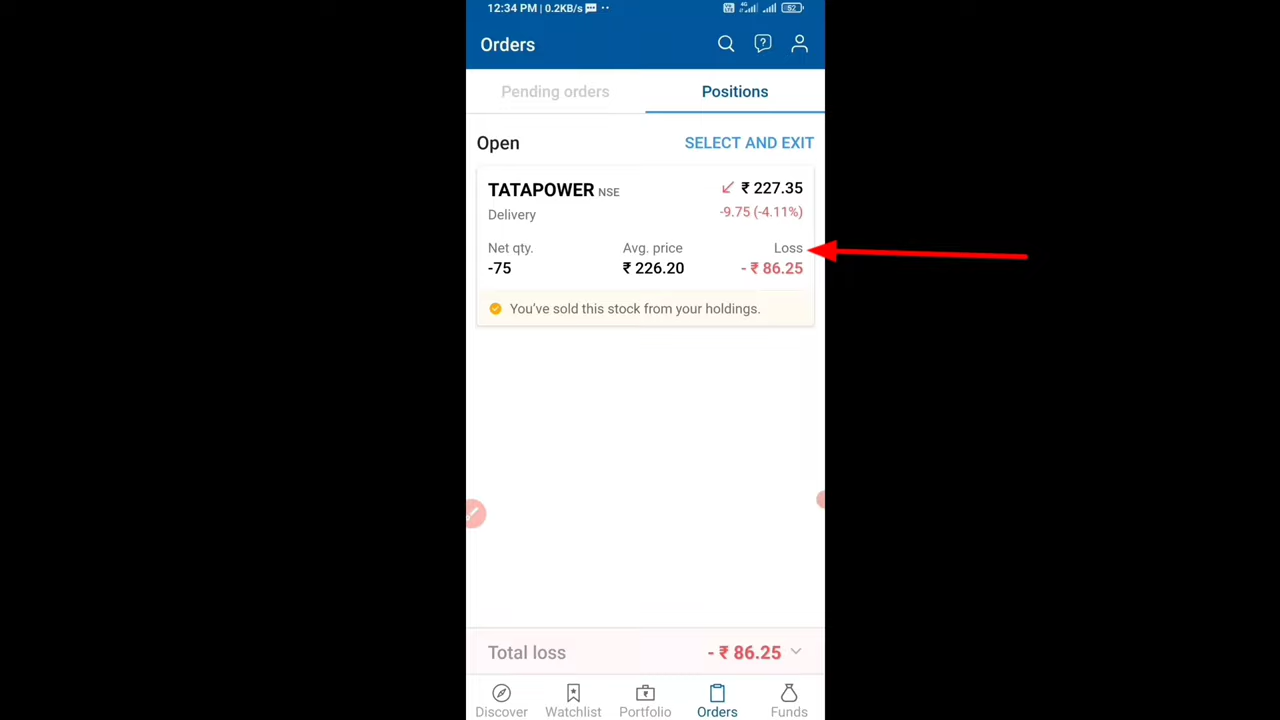 12:34 PM | 0.2KB/s
4G 52
Orders
Pending orders
Positions
Open
SELECT AND EXIT
TATAPOWER NSE
₹ 227.35
Delivery
-9.75 (-4.11%)
Net qty.
Avg. price
Loss
-75
₹ 226.20
- ₹ 86.25
You've sold this stock from your holdings.
Total loss
- ₹ 86.25
Discover
Watchlist
Portfolio
Orders
Funds